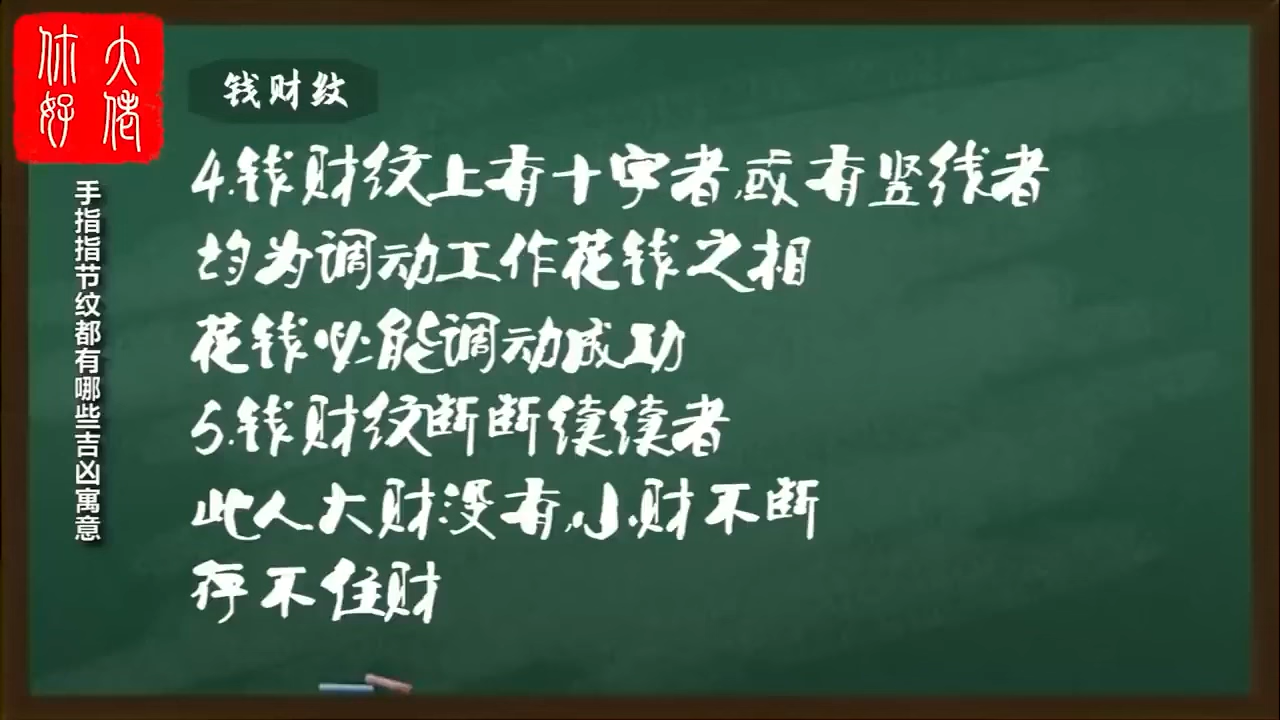 大佬
你好
手指指节纹都有哪些吉凶寓意
钱财纹
4.钱财纹上有十字者,或有竖线者
均为调动工作花钱之相
花钱必能调动成功
5.钱财纹断断续续者
此人大财没有,小财不断
存不住财